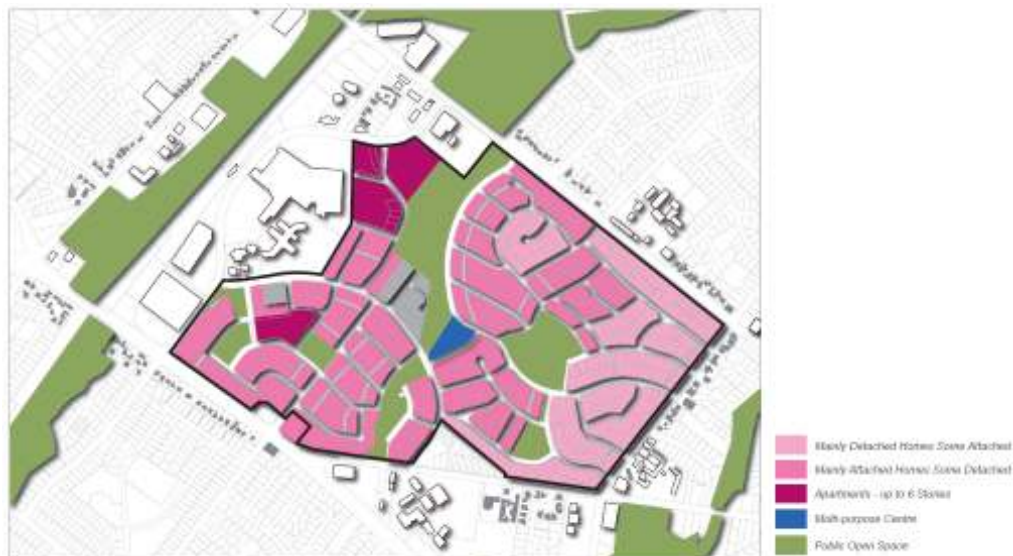 Mainly Detached Homes Some Attached
Mainly Attached Homes Some Detached
Apartments - up to 6 Stories
Multi-purpose Centre
Public Open Space